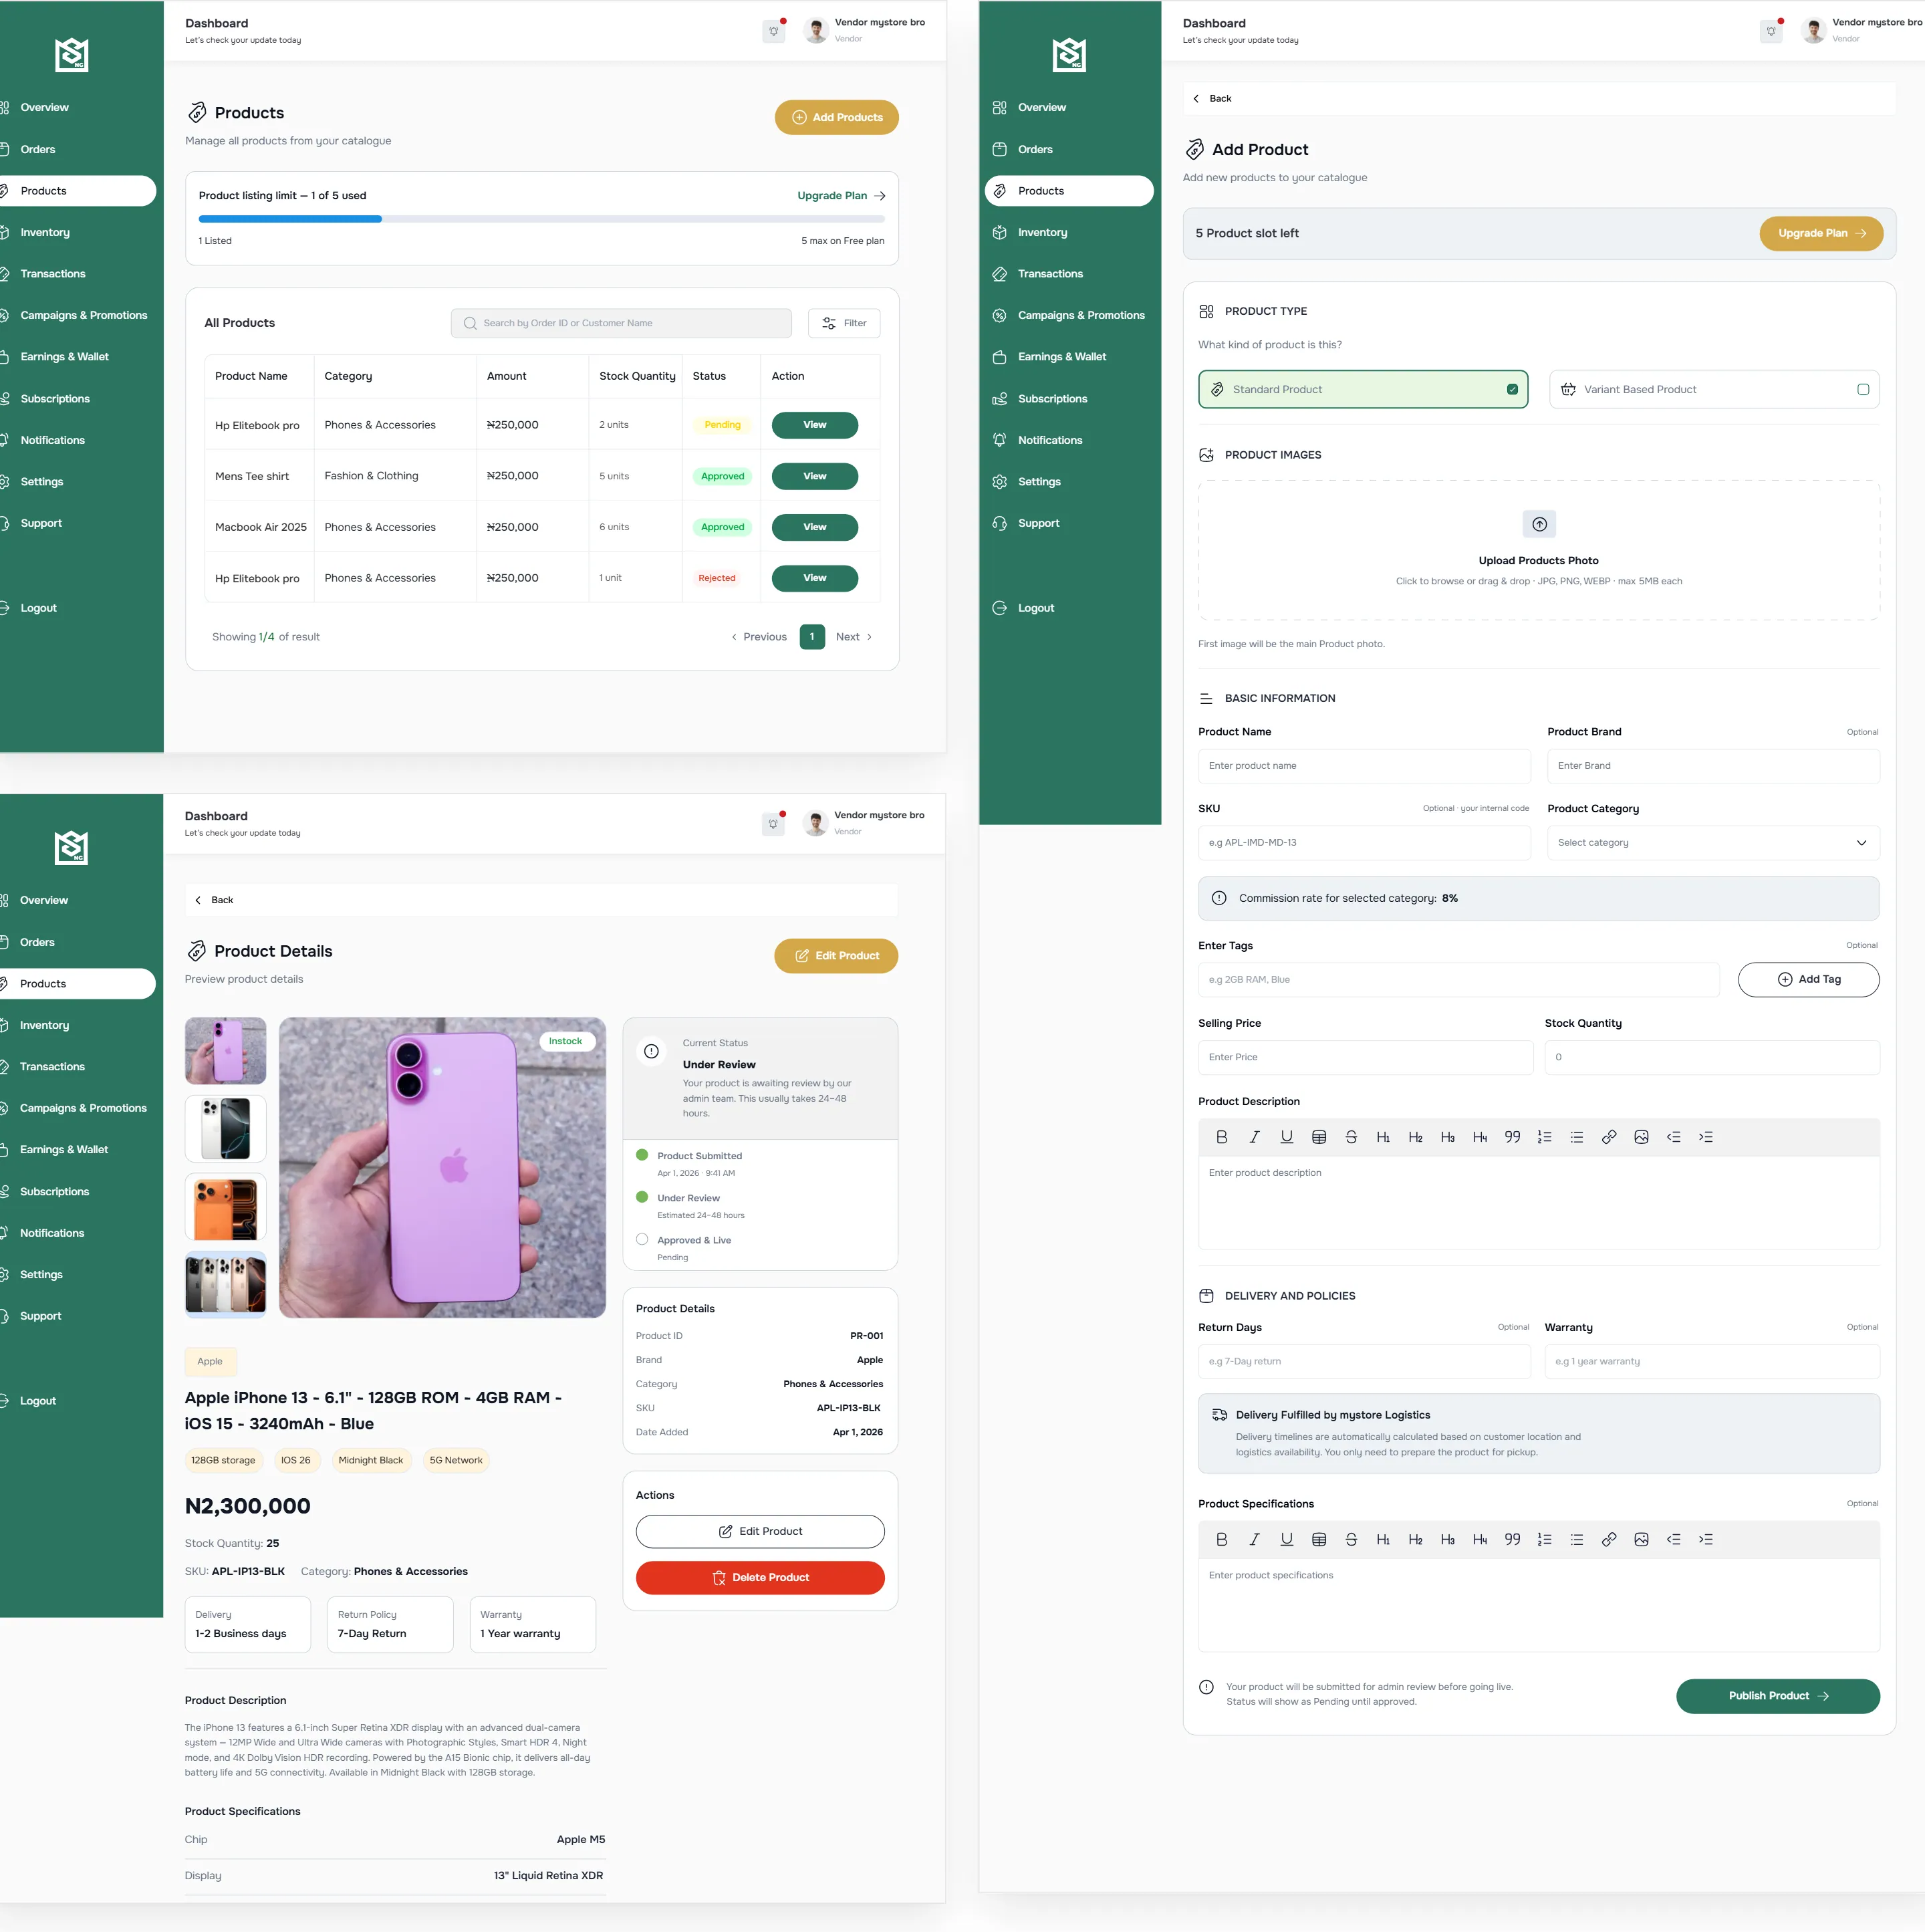 Dashboard
Let's check your update today
Vendor mystore bro
Vendor
NG
Overview
Orders
Products
Inventory
Transactions
Campaigns & Promotions
Earnings & Wallet
Subscriptions
Notifications
Settings
Support
Logout
Products
Manage all products from your catalogue
Add Products
Product listing limit — 1 of 5 used
Upgrade Plan
1 Listed
5 max on Free plan
All Products
Search by Order ID or Customer Name
Filter
Product Name Category Amount Stock Quantity Status Action
Hp Elitebook pro Phones & Accessories ₦250,000 2 units Pending View
Mens Tee shirt Fashion & Clothing ₦250,000 5 units Approved View
Macbook Air 2025 Phones & Accessories ₦250,000 6 units Approved View
Hp Elitebook pro Phones & Accessories ₦250,000 1 unit Rejected View
Showing 1/4 of result
Previous 1 Next
Dashboard
Let's check your update today
Vendor mystore bro
Vendor
NG
Overview
Orders
Products
Inventory
Transactions
Campaigns & Promotions
Earnings & Wallet
Subscriptions
Notifications
Settings
Support
Logout
Back
Product Details
Preview product details
Edit Product
Instock
Current Status
Under Review
Your product is awaiting review by our
admin team. This usually takes 24–48
hours.
Product Submitted
Apr 1, 2026 · 9:41 AM
Under Review
Estimated 24–48 hours
Approved & Live
Pending
Product Details
Product ID PR-001
Brand Apple
Category Phones & Accessories
SKU APL-IP13-BLK
Date Added Apr 1, 2026
Actions
Edit Product
Delete Product
Apple
Apple iPhone 13 - 6.1" - 128GB ROM - 4GB RAM -
iOS 15 - 3240mAh - Blue
128GB storage IOS 26 Midnight Black 5G Network
N2,300,000
Stock Quantity: 25
SKU: APL-IP13-BLK Category: Phones & Accessories
Delivery
1-2 Business days
Return Policy
7-Day Return
Warranty
1 Year warranty
Product Description
The iPhone 13 features a 6.1-inch Super Retina XDR display with an advanced dual-camera
system — 12MP Wide and Ultra Wide cameras with Photographic Styles, Smart HDR 4, Night
mode, and 4K Dolby Vision HDR recording. Powered by the A15 Bionic chip, it delivers all-day
battery life and 5G connectivity. Available in Midnight Black with 128GB storage.
Product Specifications
Chip Apple M5
Display 13" Liquid Retina XDR
Dashboard
Let's check your update today
Vendor mystore bro
Vendor
NG
Overview
Orders
Products
Inventory
Transactions
Campaigns & Promotions
Earnings & Wallet
Subscriptions
Notifications
Settings
Support
Logout
Back
Add Product
Add new products to your catalogue
5 Product slot left
Upgrade Plan
PRODUCT TYPE
What kind of product is this?
Standard Product
Variant Based Product
PRODUCT IMAGES
Upload Products Photo
Click to browse or drag & drop · JPG, PNG, WEBP · max 5MB each
First image will be the main Product photo.
BASIC INFORMATION
Product Name
Enter product name
Product Brand Optional
Enter Brand
SKU Optional · your internal code
e.g APL-IMD-MD-13
Product Category
Select category
Commission rate for selected category: 8%
Enter Tags Optional
e.g 2GB RAM, Blue
Add Tag
Selling Price
Enter Price
Stock Quantity
0
Product Description
B I U S H1 H2 H3 H4
Enter product description
DELIVERY AND POLICIES
Return Days Optional
e.g 7-Day return
Warranty Optional
e.g 1 year warranty
Delivery Fulfilled by mystore Logistics
Delivery timelines are automatically calculated based on customer location and
logistics availability. You only need to prepare the product for pickup.
Product Specifications Optional
B I U S H1 H2 H3 H4
Enter product specifications
Your product will be submitted for admin review before going live.
Status will show as Pending until approved.
Publish Product